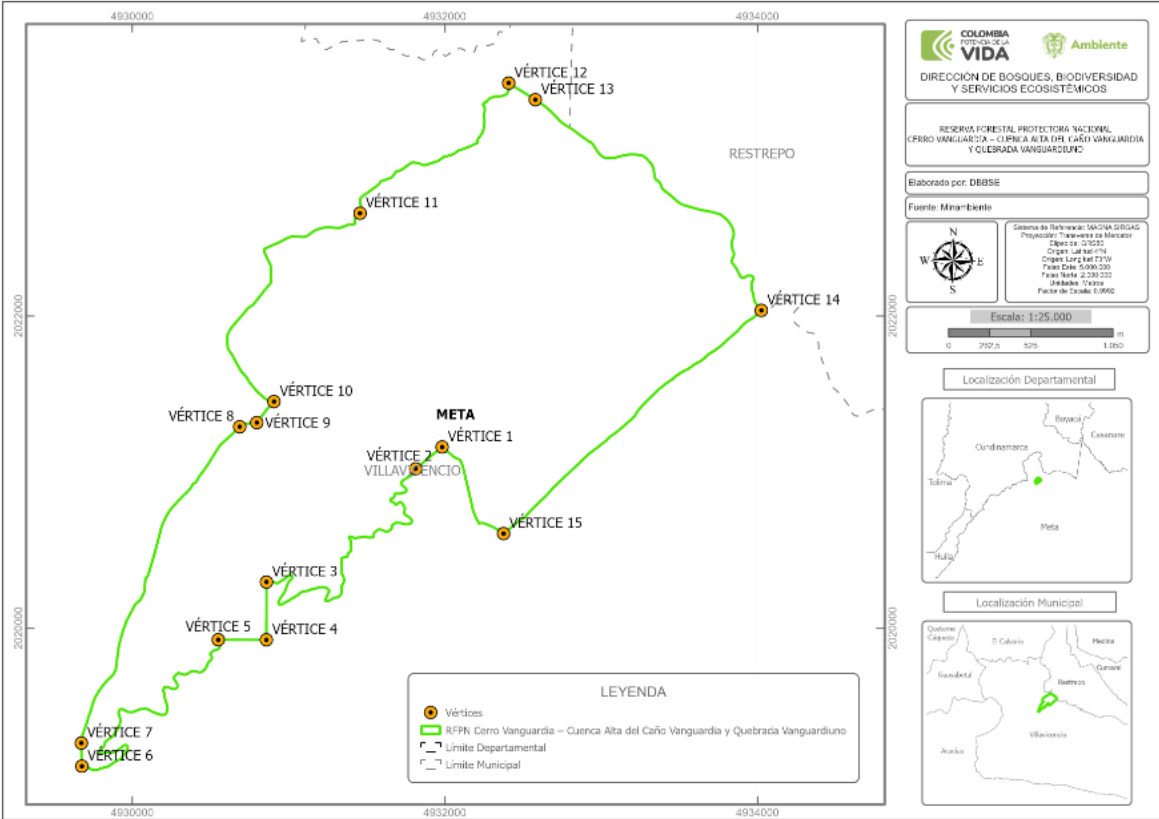 4930000
4932000
4934000
2022000
2022000
2020000
2020000
4930000
4932000
4934000
VÉRTICE 12
VÉRTICE 13
RESTREPO
VÉRTICE 11
VÉRTICE 14
VÉRTICE 10
VÉRTICE 8
VÉRTICE 9
META
VÉRTICE 1
VÉRTICE 2
VILLAVICENCIO
VÉRTICE 15
VÉRTICE 3
VÉRTICE 5
VÉRTICE 4
VÉRTICE 7
VÉRTICE 6
LEYENDA
Vértices
RFPN Cerro Vanguardia – Cuenca Alta del Caño Vanguardia y Quebrada Vanguardiuno
Límite Departamental
Límite Municipal
COLOMBIA
POTENCIA DE LA
VIDA
Ambiente
DIRECCIÓN DE BOSQUES, BIODIVERSIDAD
Y SERVICIOS ECOSISTÉMICOS
RESERVA FORESTAL PROTECTORA NACIONAL
CERRO VANGUARDIA – CUENCA ALTA DEL CAÑO VANGUARDIA
Y QUEBRADA VANGUARDIUNO
Elaborado por: DBBSE
Fuente: Minambiente
N
W
E
S
Sistema de Referencia: MAGNA SIRGAS
Proyección: Transversa de Mercator
Elipsoide: GRS80
Origen: Latitud 4°N
Origen: Longitud 73°W
Falso Este: 5.000.000
Falso Norte: 2.000.000
Unidades: Metros
Factor de Escala: 0.9992
Escala: 1:25.000
m
0 262,5 525 1.050
Localización Departamental
Boyacá
Casanare
Cundinamarca
Tolima
Meta
Huila
Localización Municipal
Quetame
Cáqueza
El Calvario
Medina
Cumaral
Guayabetal
Restrepo
Villavicencio
Acacías